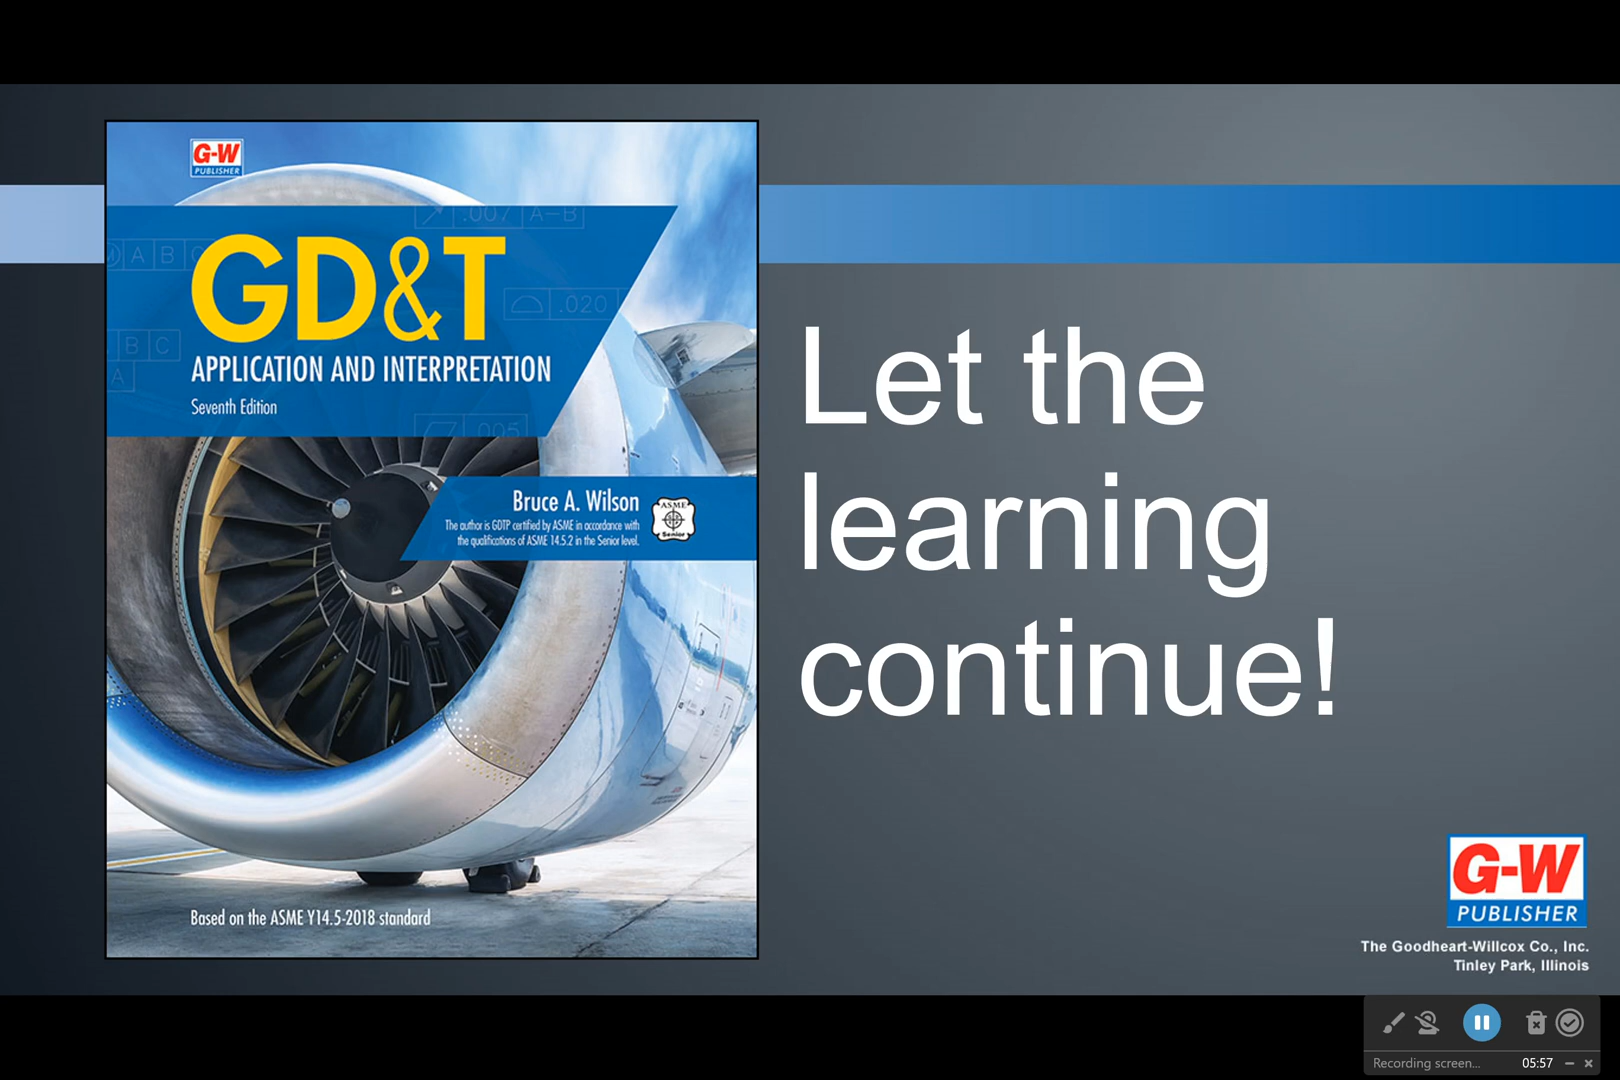 G-W
PUBLISHER
.007 A-B
A B C
GD&T
.020
B C
A
APPLICATION AND INTERPRETATION
Seventh Edition
.005
Bruce A. Wilson
The author is GDTP certified by ASME in accordance with
the qualifications of ASME 14.5.2 in the Senior level.
ASME
Senior
Based on the ASME Y14.5-2018 standard
Let the
learning
continue!
G-W
PUBLISHER
The Goodheart-Willcox Co., Inc.
Tinley Park, Illinois
Recording screen... 05:57